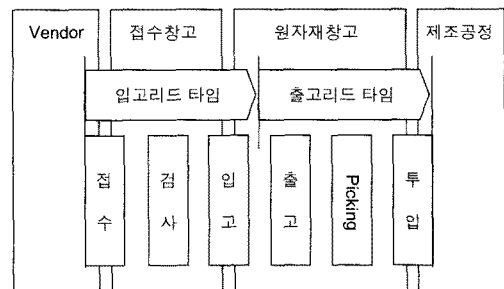 Vendor
접수창고
원자재창고
제조공정
입고리드 타임
출고리드 타임
접수
검사
입고
출고
Picking
투입